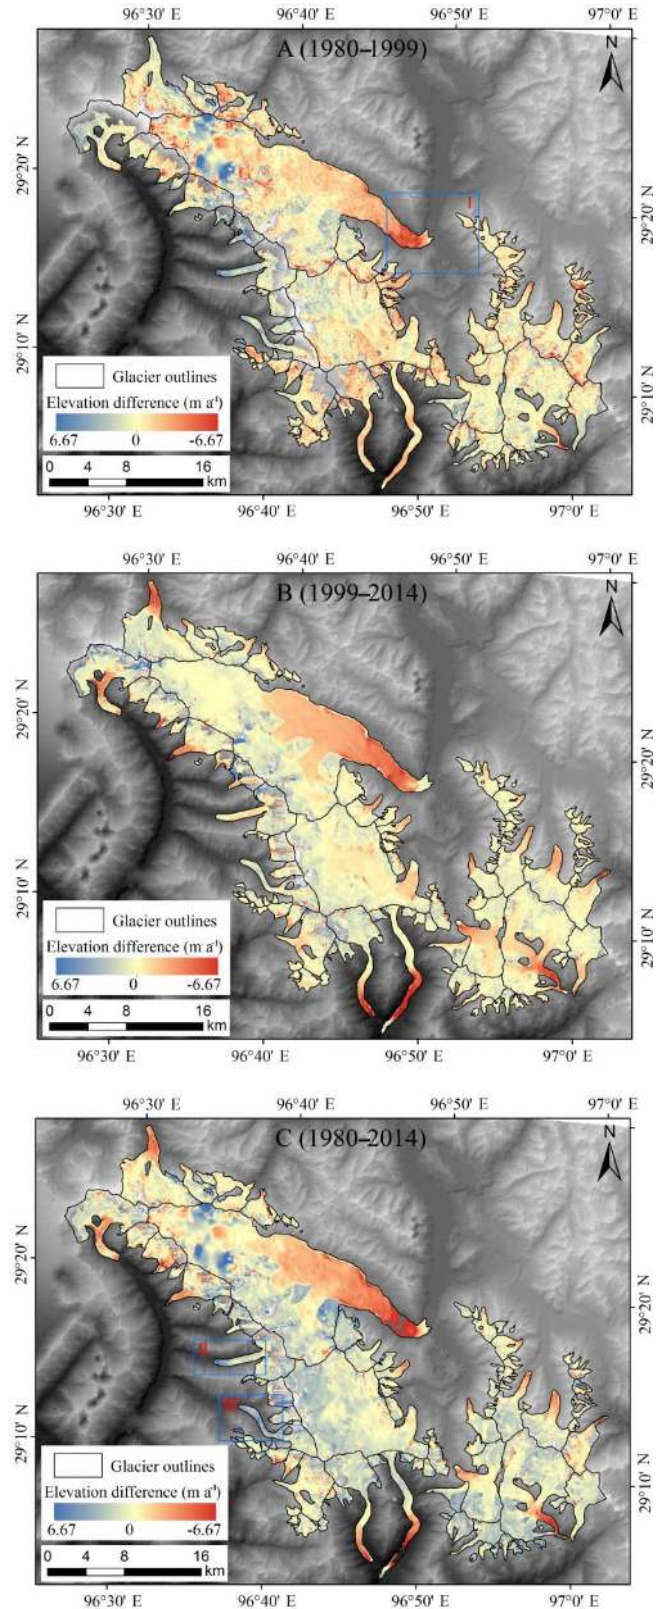 96°30' E 96°40' E 96°50' E 97°0' E
A (1980–1999)
N
29°20' N
29°20' N
I
29°10' N
29°10' N
Glacier outlines
Elevation difference (m a⁻¹)
6.67 0 -6.67
0 4 8 16
km
96°30' E 96°40' E 96°50' E 97°0' E
96°30' E 96°40' E 96°50' E 97°0' E
B (1999–2014)
N
29°20' N
29°20' N
29°10' N
29°10' N
Glacier outlines
Elevation difference (m a⁻¹)
6.67 0 -6.67
0 4 8 16
km
96°30' E 96°40' E 96°50' E 97°0' E
96°30' E 96°40' E 96°50' E 97°0' E
C (1980–2014)
N
29°20' N
29°20' N
II
III
29°10' N
29°10' N
Glacier outlines
Elevation difference (m a⁻¹)
6.67 0 -6.67
0 4 8 16
km
96°30' E 96°40' E 96°50' E 97°0' E